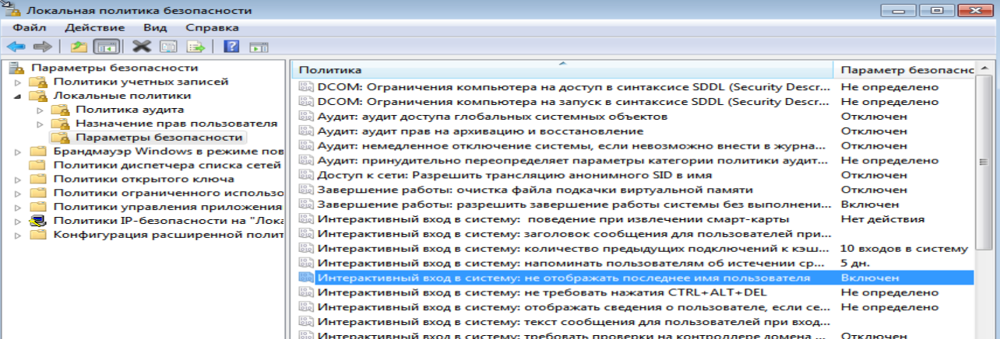 Локальная политика безопасности
Файл Действие Вид Справка
Параметры безопасности
Политики учетных записей
Локальные политики
Политика аудита
Назначение прав пользователя
Параметры безопасности
Брандмауэр Windows в режиме пов
Политики диспетчера списка сетей
Политики открытого ключа
Политики ограниченного использо
Политики управления приложения
Политики IP-безопасности на "Лока
Конфигурация расширенной полит
Политика Параметр безопаснс
DCOM: Ограничения компьютера на доступ в синтаксисе SDDL (Security Descr... Не определено
DCOM: Ограничения компьютера на запуск в синтаксисе SDDL (Security Descr... Не определено
Аудит: аудит доступа глобальных системных объектов Отключен
Аудит: аудит прав на архивацию и восстановление Отключен
Аудит: немедленное отключение системы, если невозможно внести в журна... Отключен
Аудит: принудительно переопределяет параметры категории политики аудит... Не определено
Доступ к сети: Разрешить трансляцию анонимного SID в имя Отключен
Завершение работы: очистка файла подкачки виртуальной памяти Отключен
Завершение работы: разрешить завершение работы системы без выполнени... Включен
Интерактивный вход в систему: поведение при извлечении смарт-карты Нет действия
Интерактивный вход в систему: заголовок сообщения для пользователей при...
Интерактивный вход в систему: количество предыдущих подключений к кэш... 10 входов в систему
Интерактивный вход в систему: напоминать пользователям об истечении ср... 5 дн.
Интерактивный вход в систему: не отображать последнее имя пользователя Включен
Интерактивный вход в систему: не требовать нажатия CTRL+ALT+DEL Не определено
Интерактивный вход в систему: отображать сведения о пользователе, если се... Не определено
Интерактивный вход в систему: текст сообщения для пользователей при вход...
Интерактивный вход в систему: требовать проверки на контроллере домена ... Отключен